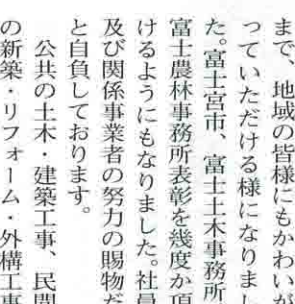 まで、地域の皆様にもかわいが
っていただける様になりまし
た。富士宮市、富士土木事務所
富士農林事務所表彰を幾度か頂
けるようにもなりました。社員
及び関係事業者の努力の賜物だ
と自負しております。
公共の土木・建築工事、民間
の新築・リフォーム・外構工事